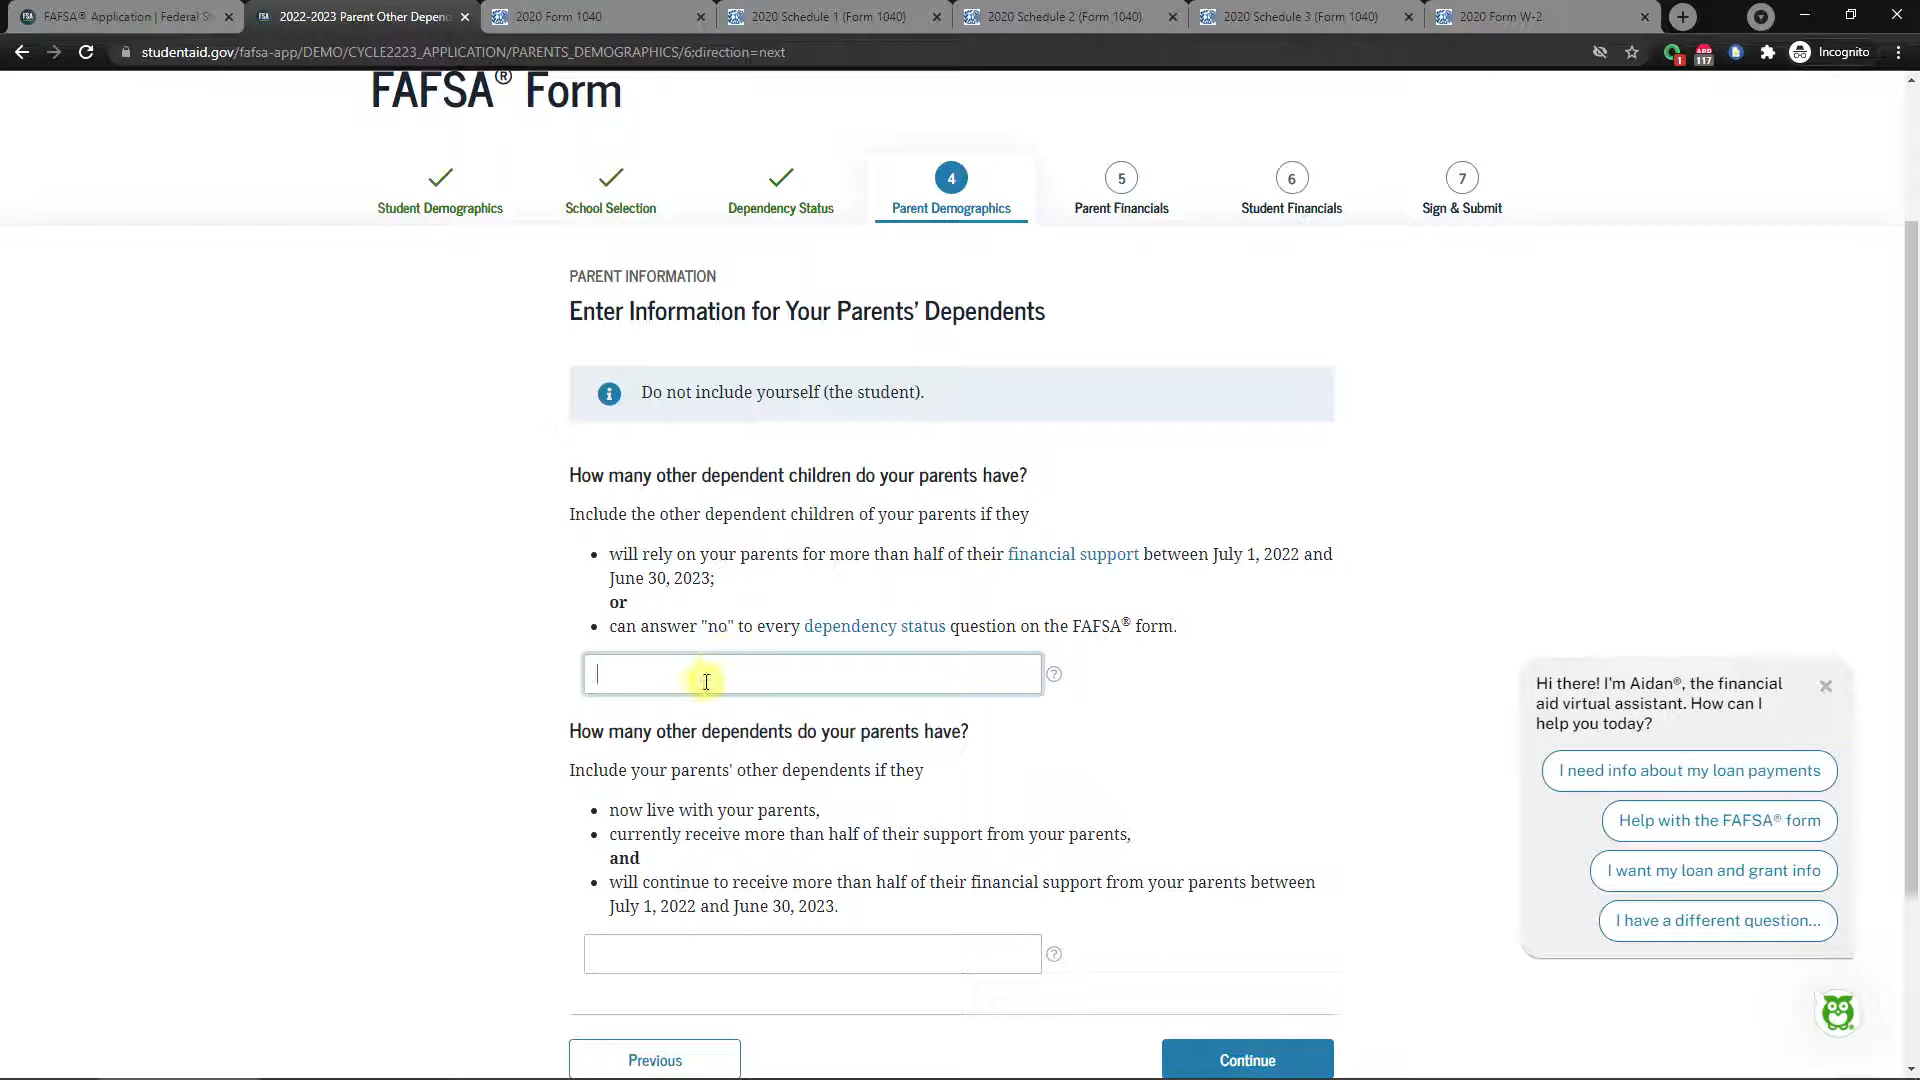 FAFSA® Application | Federal S
2022-2023 Parent Other Depend
2020 Form 1040
2020 Schedule 1 (Form 1040)
2020 Schedule 2 (Form 1040)
2020 Schedule 3 (Form 1040)
2020 Form W-2
studentaid.gov/fafsa-app/DEMO/CYCLE2223_APPLICATION/PARENTS_DEMOGRAPHICS/6;direction=next
1
117
Incognito
FAFSA® Form
4
5
6
7
Student Demographics
School Selection
Dependency Status
Parent Demographics
Parent Financials
Student Financials
Sign & Submit
PARENT INFORMATION
Enter Information for Your Parents' Dependents
Do not include yourself (the student).
How many other dependent children do your parents have?
Include the other dependent children of your parents if they
• will rely on your parents for more than half of their financial support between July 1, 2022 and
June 30, 2023;
or
• can answer "no" to every dependency status question on the FAFSA® form.
?
How many other dependents do your parents have?
Include your parents' other dependents if they
• now live with your parents,
• currently receive more than half of their support from your parents,
and
• will continue to receive more than half of their financial support from your parents between
July 1, 2022 and June 30, 2023.
?
Previous
Continue
Hi there! I'm Aidan®, the financial
aid virtual assistant. How can I
help you today?
I need info about my loan payments
Help with the FAFSA® form
I want my loan and grant info
I have a different question...